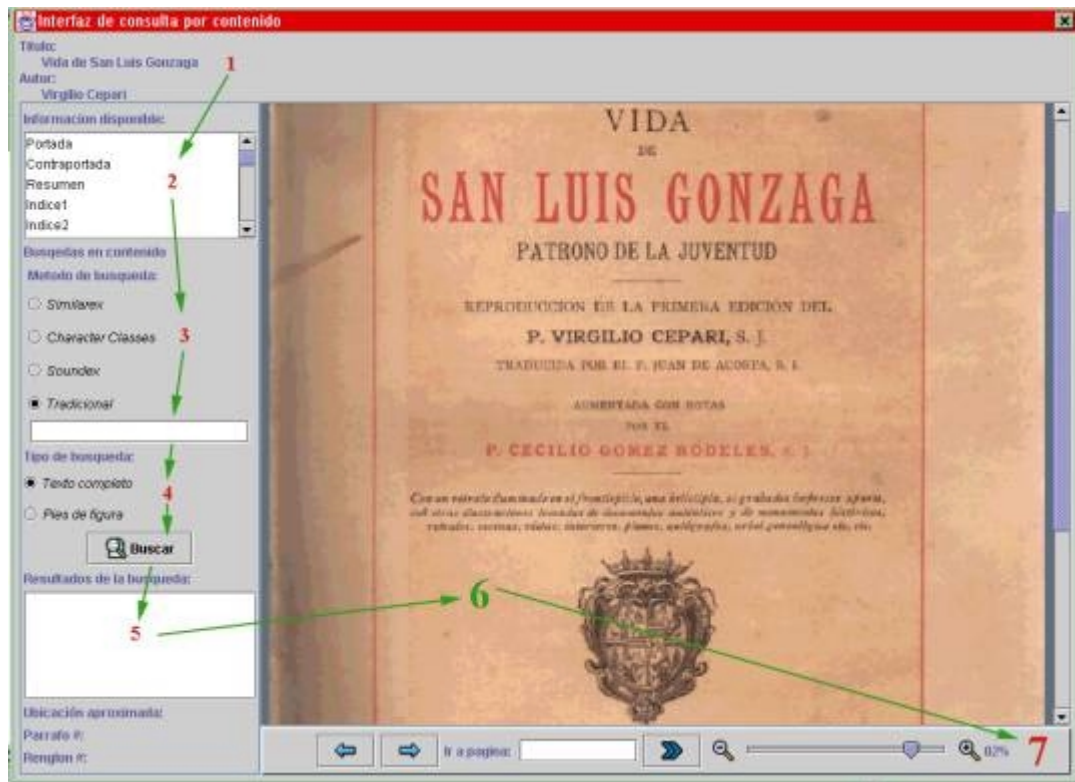 Interfaz de consulta por contenido
Titulo:
Vida de San Luis Gonzaga
1
Autor:
Virgilio Cepari
Informacion disponible:
Portada
Contraportada
Resumen
2
Indice1
Indice2
Busqedas en contenido
Metodo de busqueda:
Similarex
Character Classes
3
Soundex
Tradicional
Tipo de busqueda:
Texto completo
4
Pies de figura
Buscar
Resultados de la busqueda:
5
Ubicación aproximada:
Parrafo #:
Renglon #:
VIDA
DE
SAN LUIS GONZAGA
PATRONO DE LA JUVENTUD
REPRODUCCION DE LA PRIMERA EDICION DEL
P. VIRGILIO CEPARI, S. J.
TRADUCIDA POR EL P. JUAN DE ACOSTA, S. J.
AUMENTADA CON NOTAS
POR EL
P. CECILIO GOMEZ RODELES, S. J.
6
Ir a pagina:
82%
7